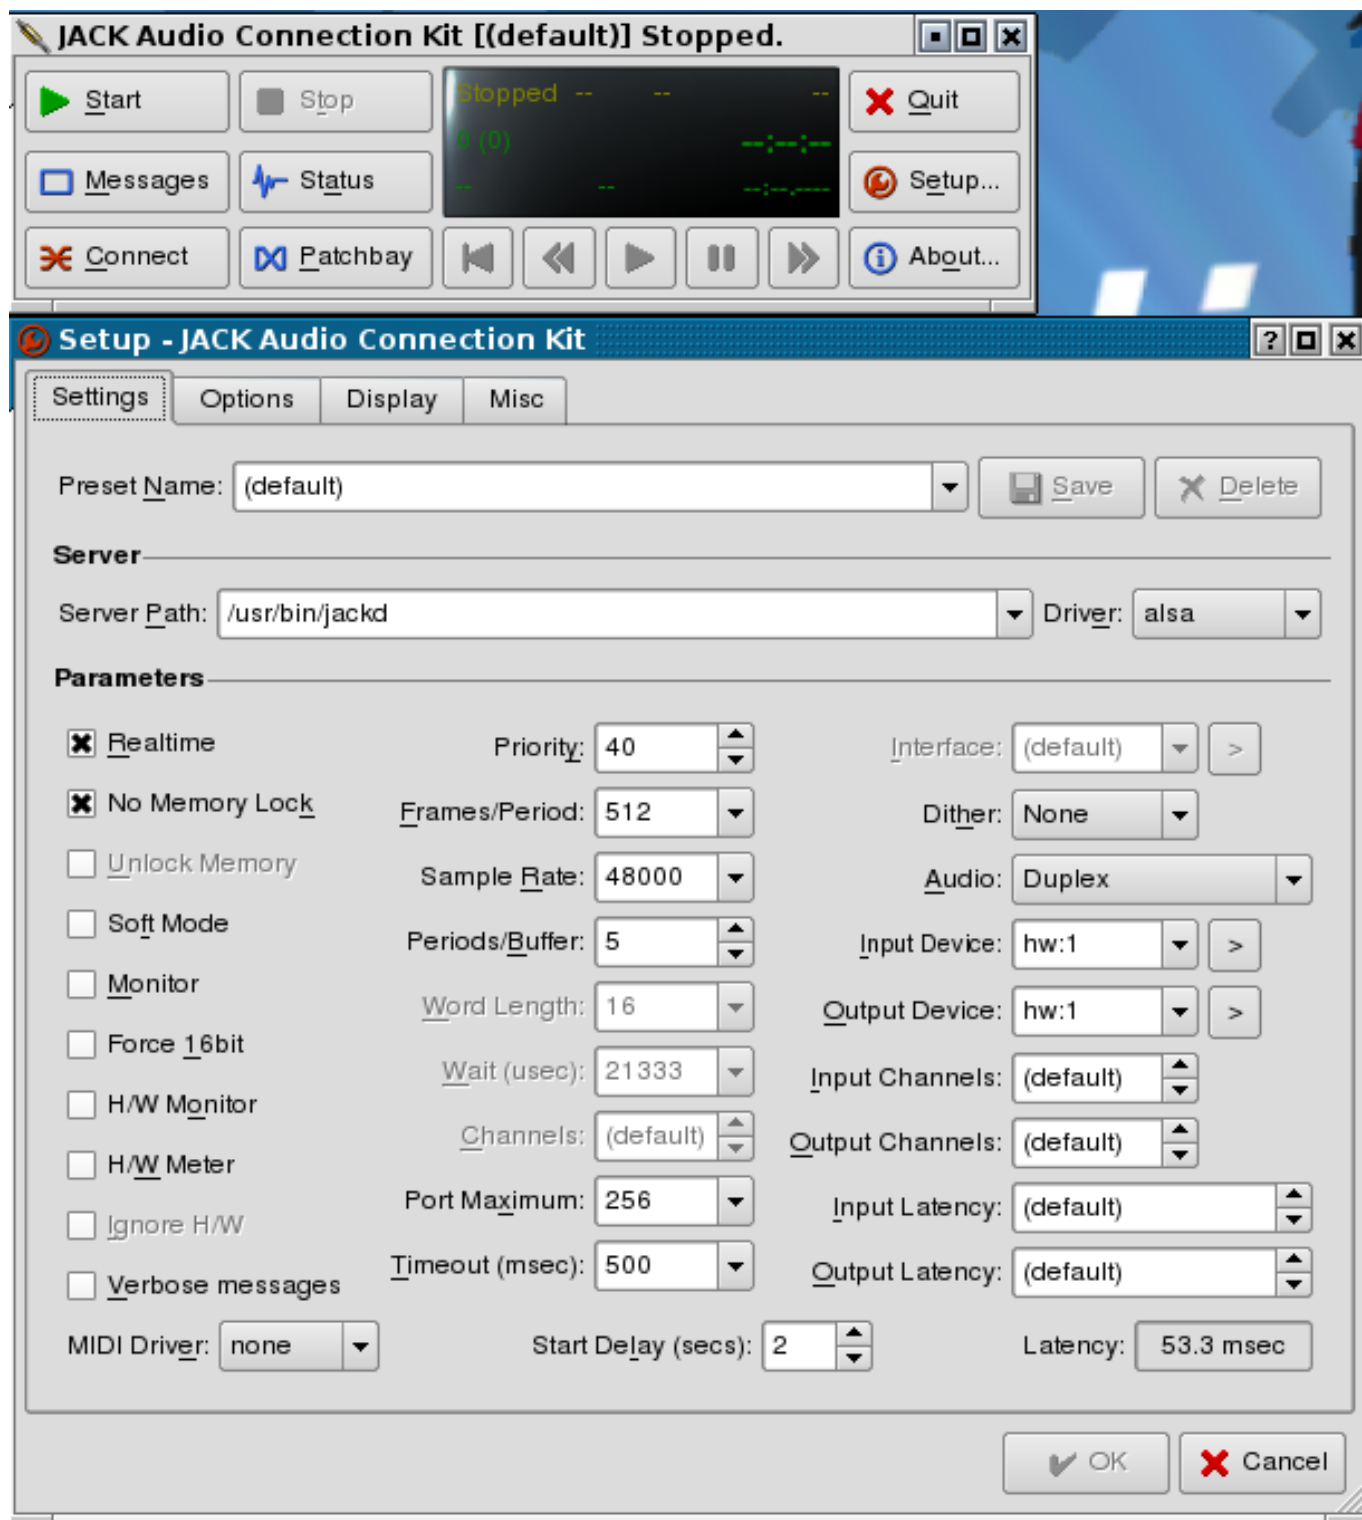 JACK Audio Connection Kit [(default)] Stopped.
Start Stop Stopped -- -- -- Quit
0 (0) --:--:--
Messages Status -- -- --:--.---- Setup...
Connect Patchbay About...
Setup - JACK Audio Connection Kit ?
Settings Options Display Misc
Preset Name: (default) Save Delete
Server
Server Path: /usr/bin/jackd Driver: alsa
Parameters
Realtime Priority: 40 Interface: (default) >
No Memory Lock Frames/Period: 512 Dither: None
Unlock Memory Sample Rate: 48000 Audio: Duplex
Soft Mode Periods/Buffer: 5 Input Device: hw:1 >
Monitor Word Length: 16 Output Device: hw:1 >
Force 16bit Wait (usec): 21333 Input Channels: (default)
H/W Monitor Channels: (default) Output Channels: (default)
H/W Meter Port Maximum: 256 Input Latency: (default)
Ignore H/W Timeout (msec): 500 Output Latency: (default)
Verbose messages
MIDI Driver: none Start Delay (secs): 2 Latency: 53.3 msec
OK Cancel